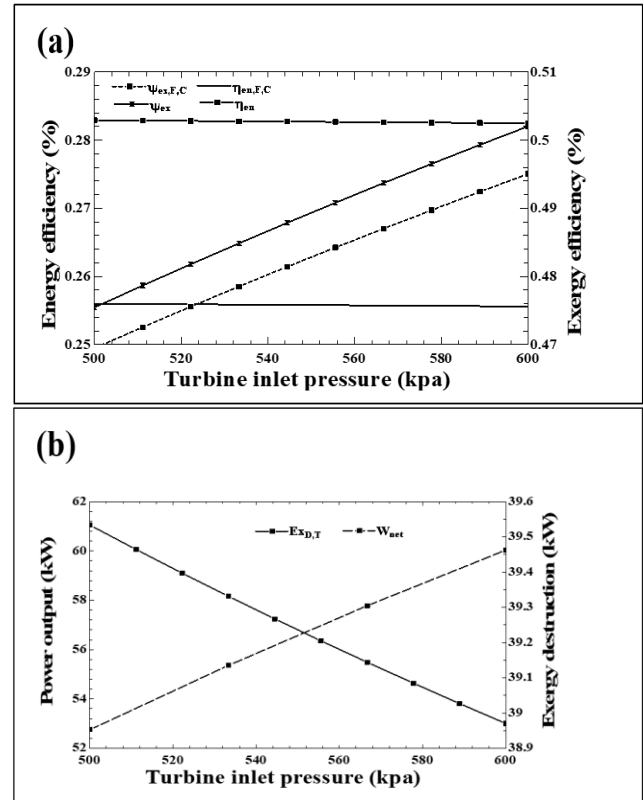 (a)
0.29
0.51
ψex,F,C
ηen,F,C
ψex
ηen
0.28
0.5
0.27
0.49
0.26
0.48
0.25
0.47
500
520
540
560
580
600
Energy efficiency (%)
Exergy efficiency (%)
Turbine inlet pressure (kpa)
(b)
62
39.6
ExD,T
Wnet
60
39.5
39.4
58
39.3
56
39.2
39.1
54
39
52
38.9
500
520
540
560
580
600
Power output (kW)
Exergy destruction (kW)
Turbine inlet pressure (kpa)